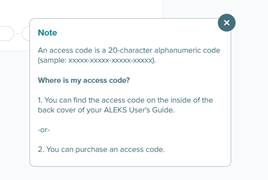 Note
An access code is a 20-character alphanumeric code
(sample: xxxxx-xxxxx-xxxxx-xxxxx).
Where is my access code?
1. You can find the access code on the inside of the
back cover of your ALEKS User's Guide.
-or-
2. You can purchase an access code.